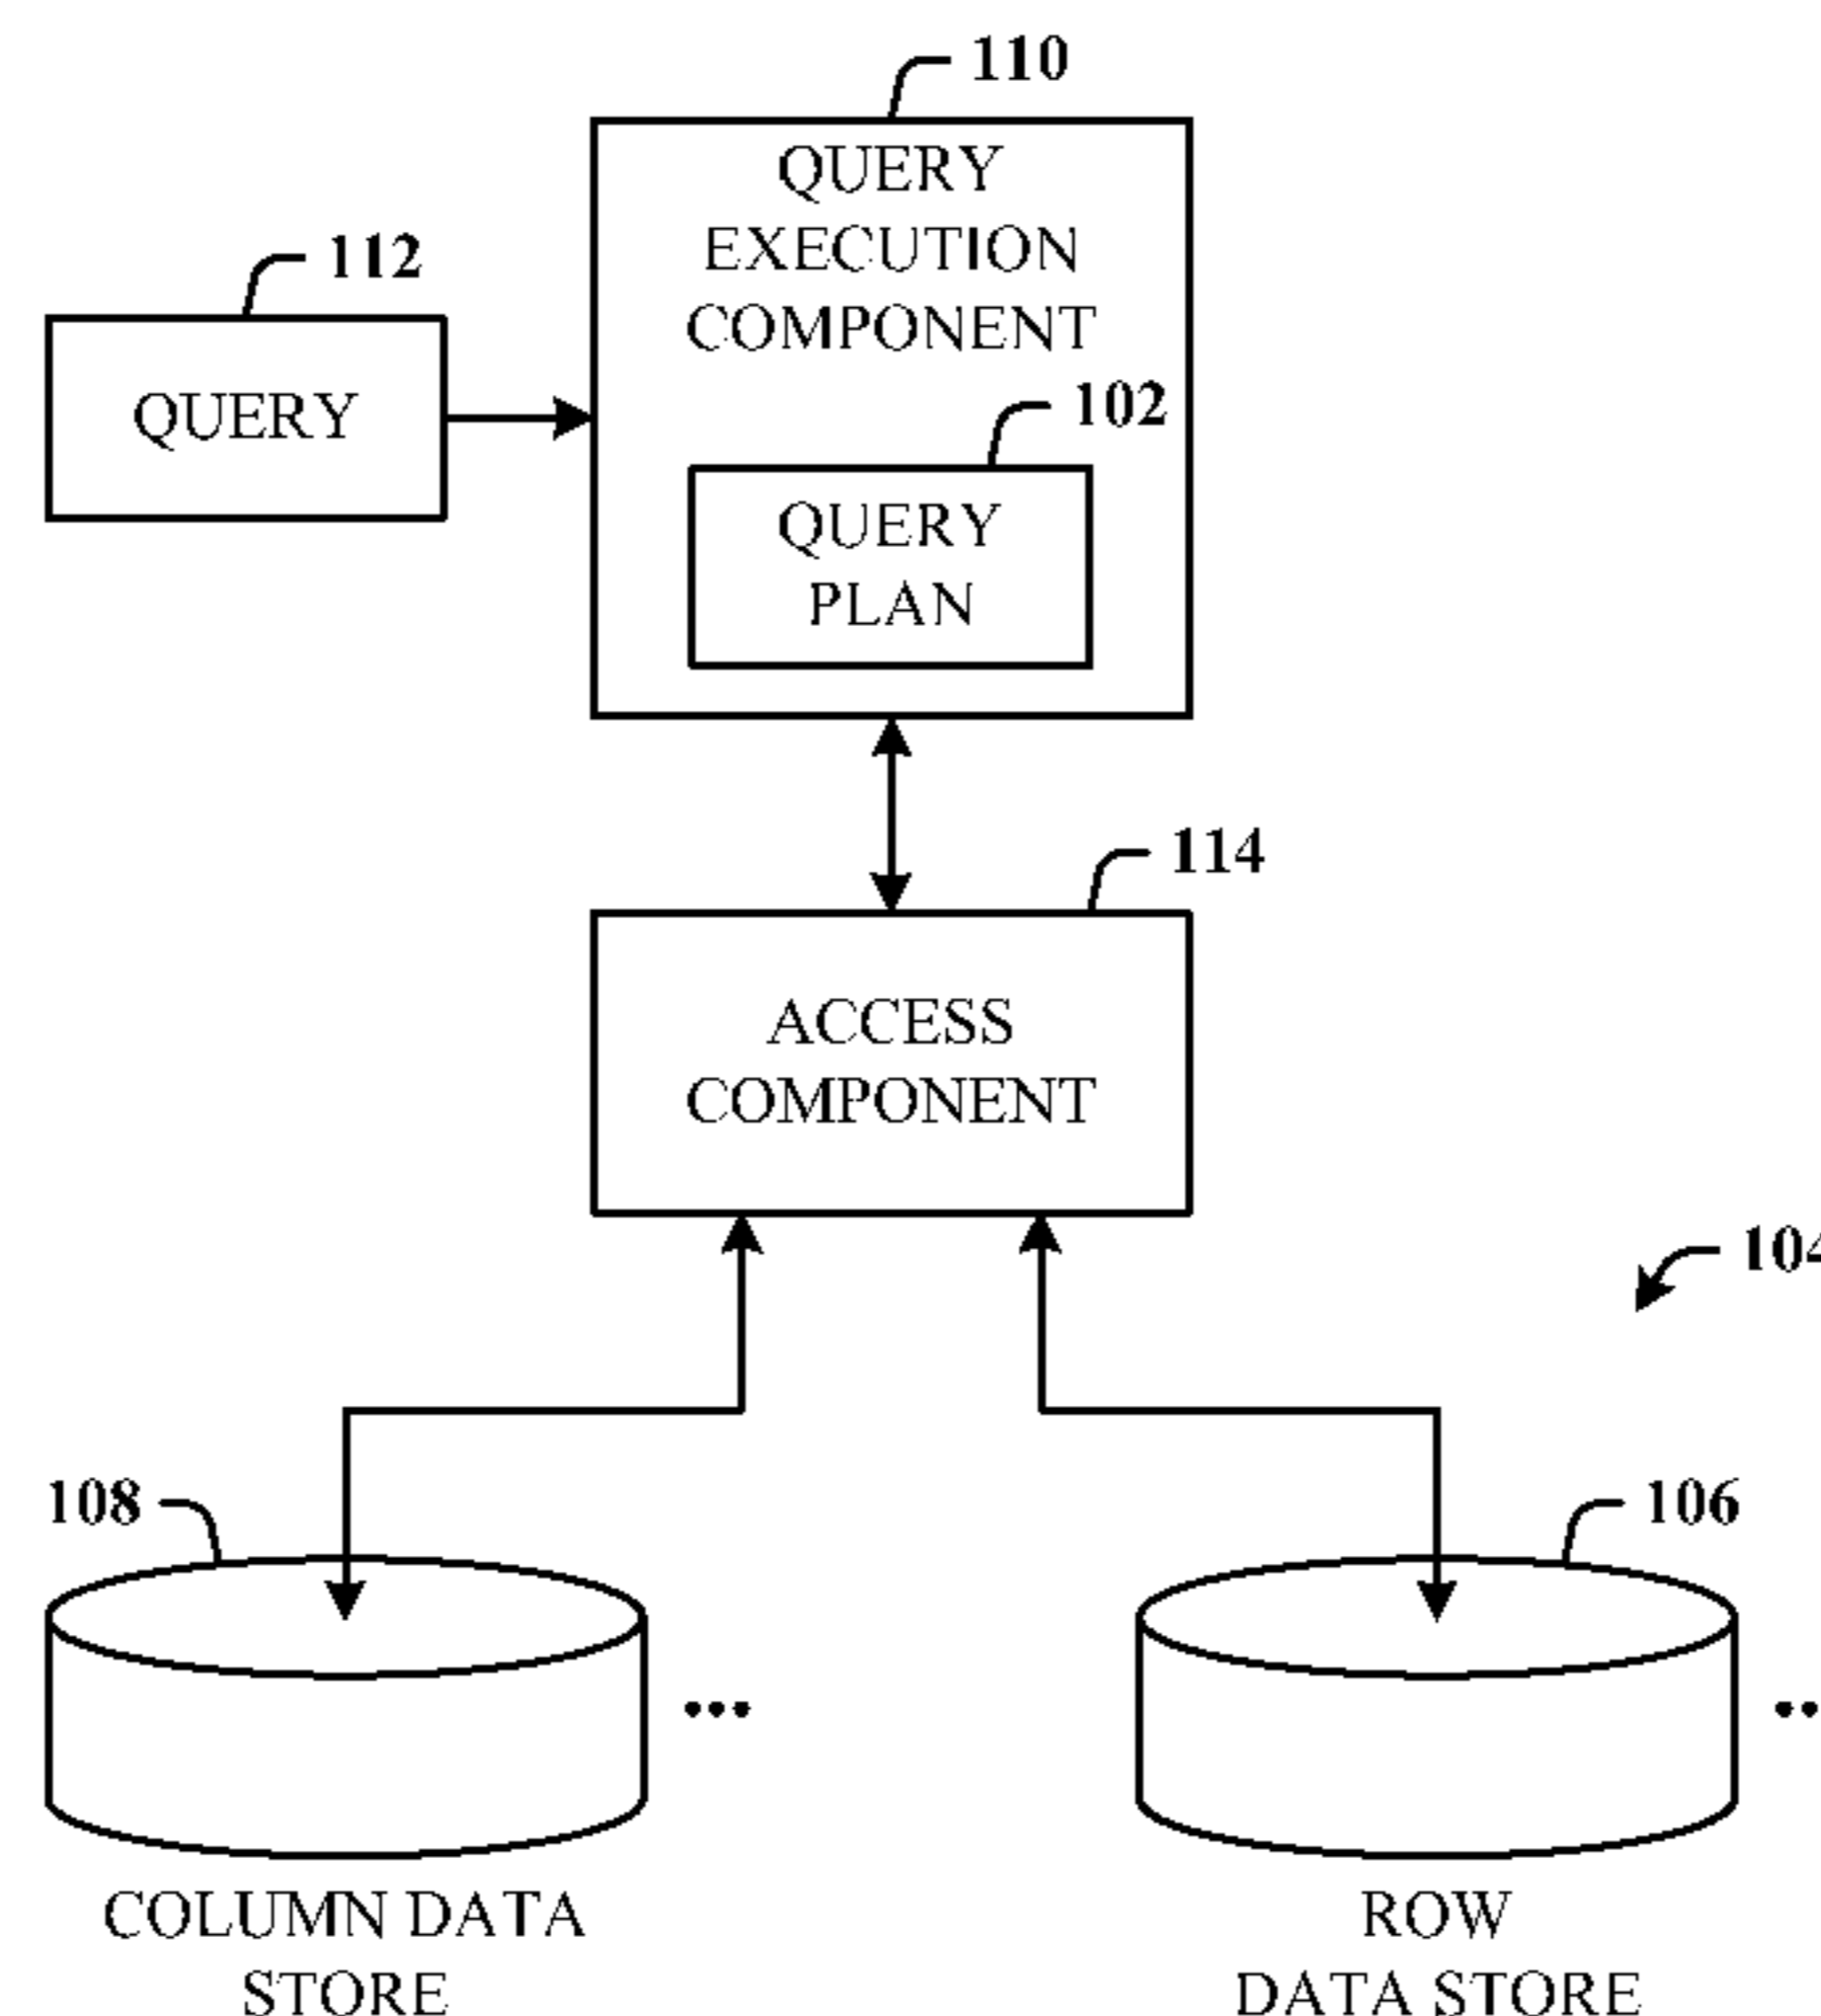 110
QUERY
EXECUTION
COMPONENT
112
QUERY
102
QUERY
PLAN
114
ACCESS
COMPONENT
104
108
106
...
COLUMN DATA
STORE
ROW
DATA STORE